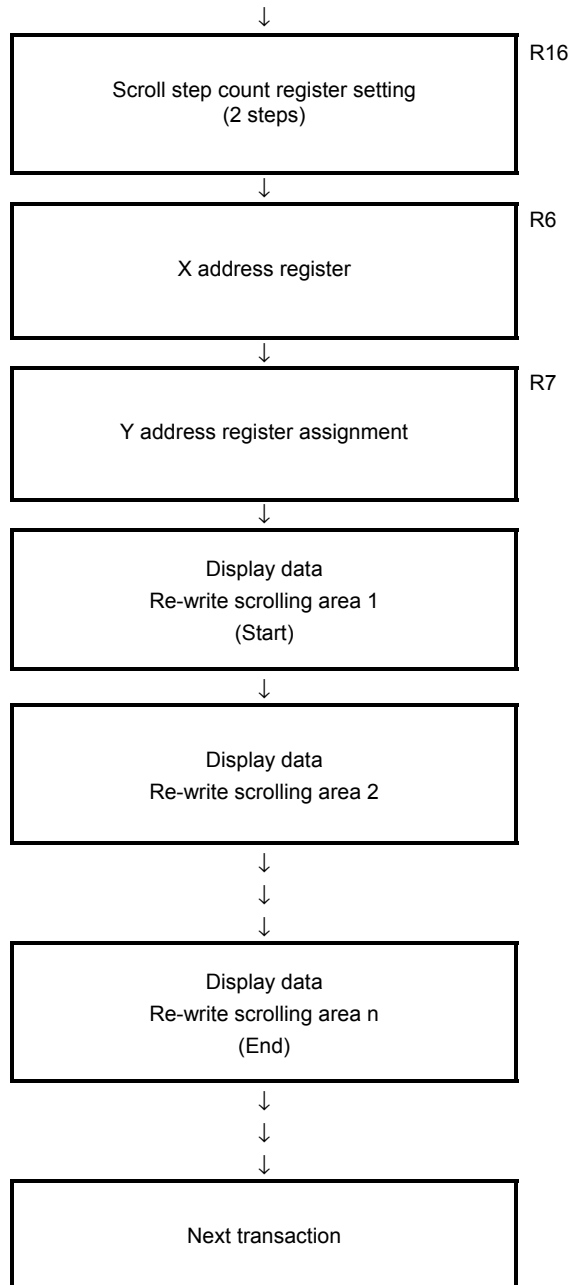 ↓
R16
Scroll step count register setting
(2 steps)
↓
R6
X address register
↓
R7
Y address register assignment
↓
Display data
Re-write scrolling area 1
(Start)
↓
Display data
Re-write scrolling area 2
↓
↓
↓
Display data
Re-write scrolling area n
(End)
↓
↓
↓
Next transaction